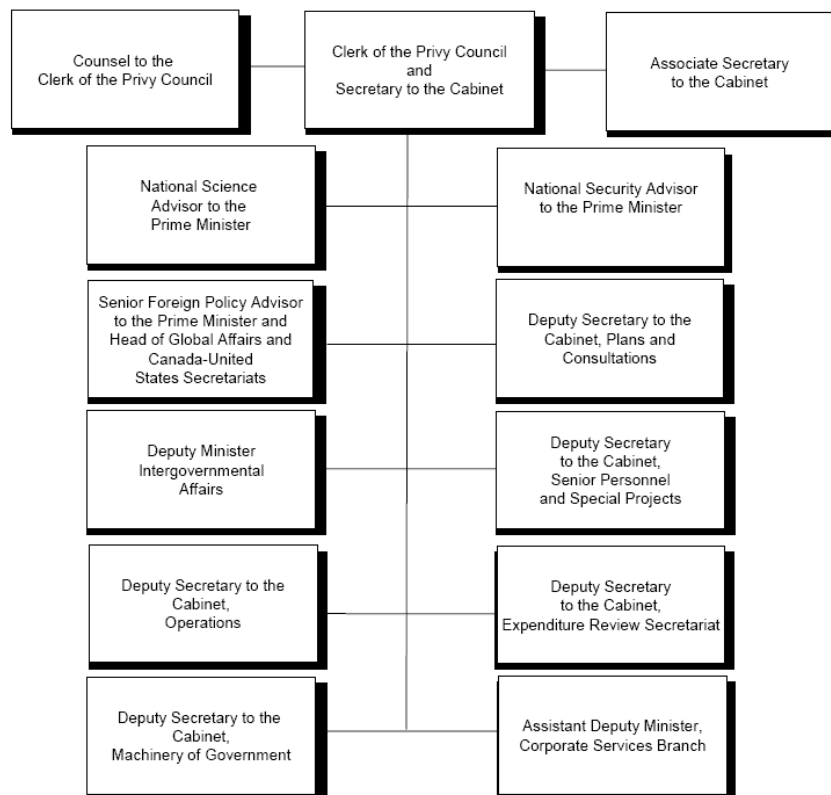 Counsel to the
Clerk of the Privy Council
Clerk of the Privy Council
and
Secretary to the Cabinet
Associate Secretary
to the Cabinet
National Science
Advisor to the
Prime Minister
National Security Advisor
to the Prime Minister
Senior Foreign Policy Advisor
to the Prime Minister and
Head of Global Affairs and
Canada-United
States Secretariats
Deputy Secretary to the
Cabinet, Plans and
Consultations
Deputy Minister
Intergovernmental
Affairs
Deputy Secretary
to the Cabinet,
Senior Personnel
and Special Projects
Deputy Secretary to the
Cabinet,
Operations
Deputy Secretary
to the Cabinet,
Expenditure Review Secretariat
Deputy Secretary to the
Cabinet,
Machinery of Government
Assistant Deputy Minister,
Corporate Services Branch